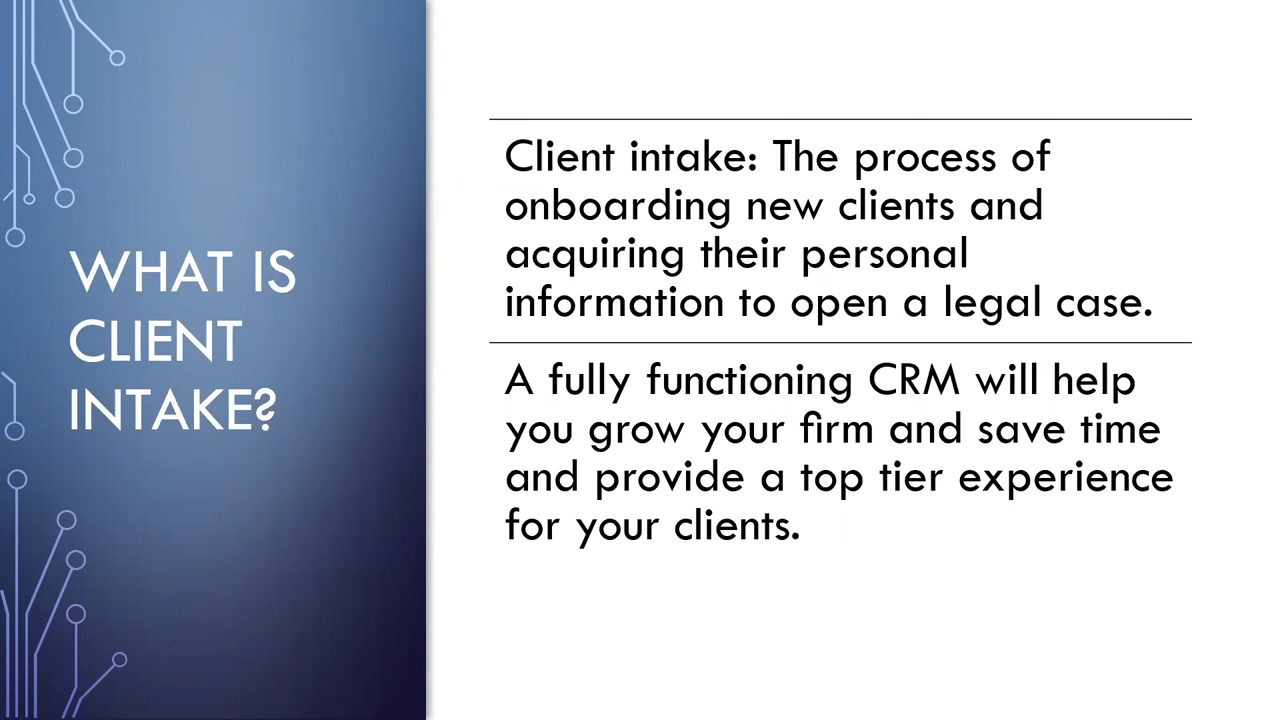 WHAT IS
CLIENT
INTAKE?
Client intake: The process of
onboarding new clients and
acquiring their personal
information to open a legal case.
A fully functioning CRM will help
you grow your firm and save time
and provide a top tier experience
for your clients.